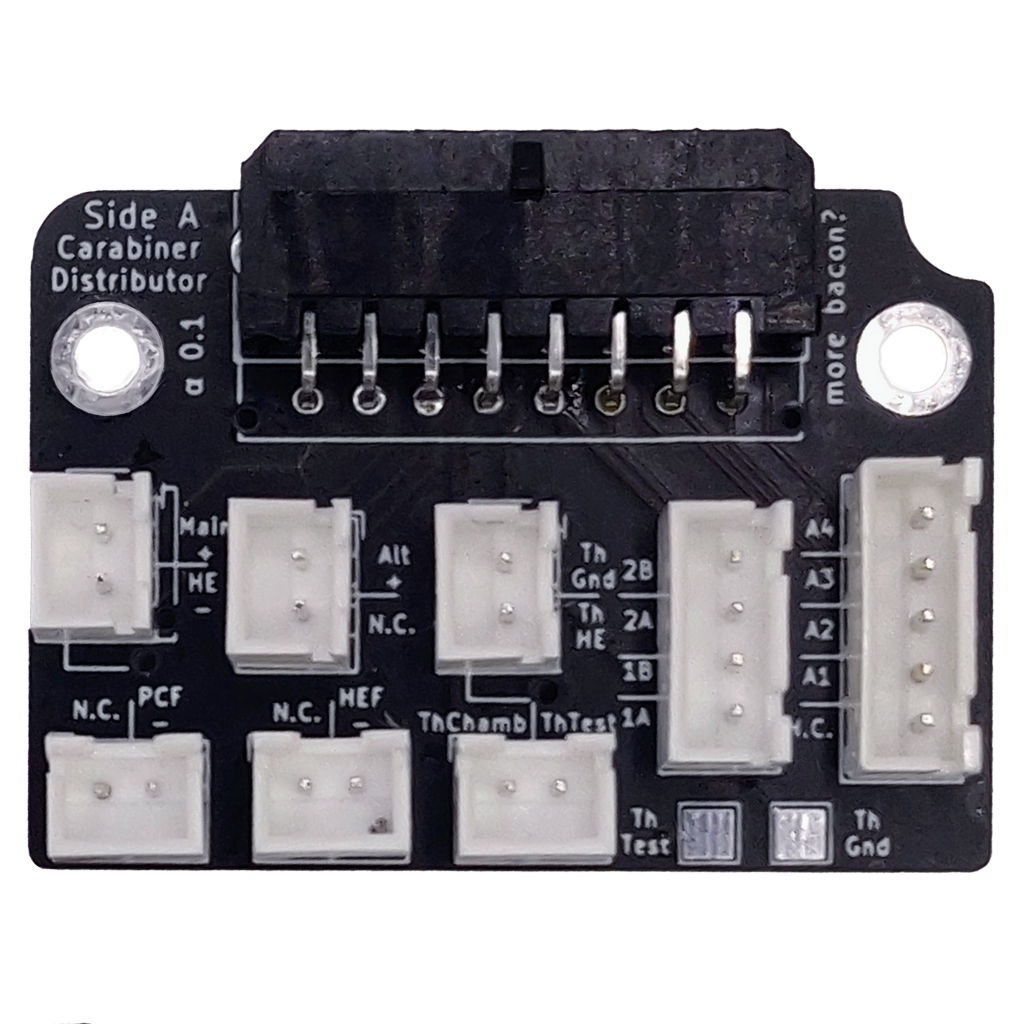 Side A
Carabiner
Distributor
α 0.1
more bacon?
Main
+
HE
-
Alt
+
N.C.
Th
Gnd
Th
HE
2B
2A
1B
1A
A4
A3
A2
A1
N.C.
N.C.
PCF
-
N.C.
HEF
-
ThChamb
ThTest
Th
Test
Th
Gnd